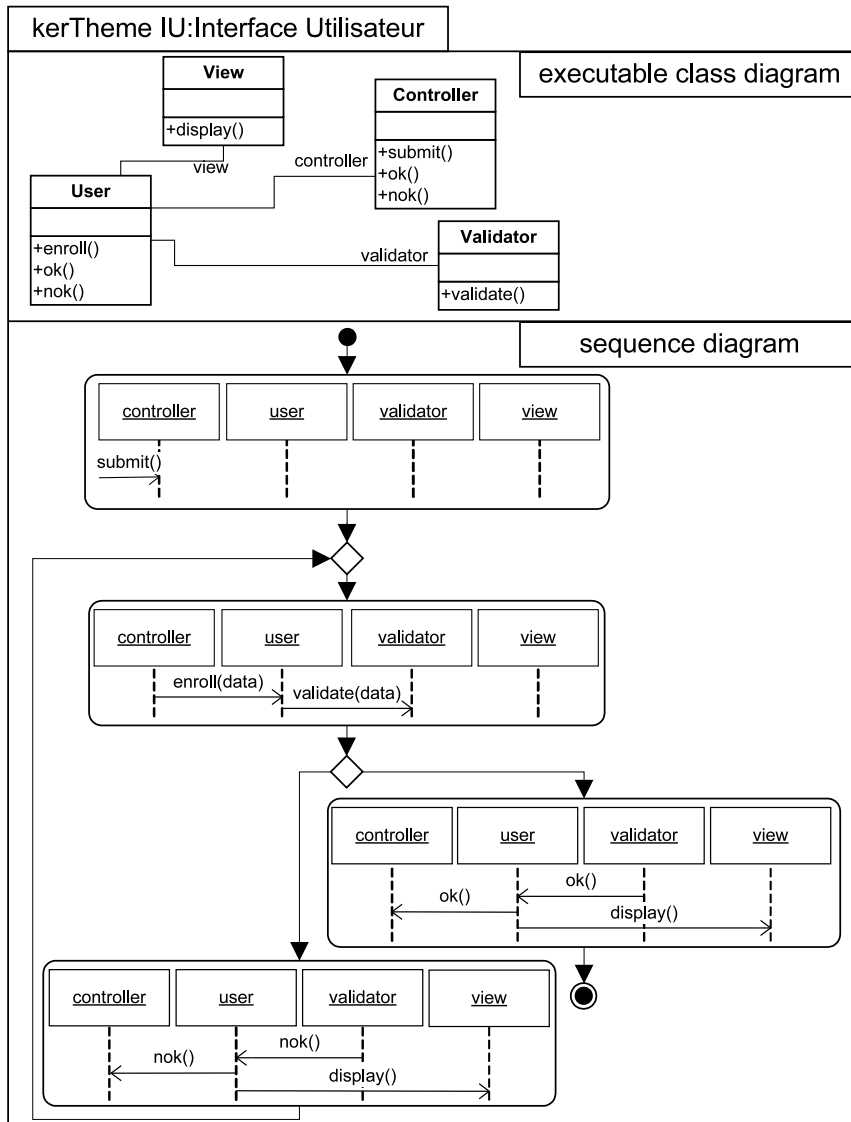 kerTheme IU:Interface Utilisateur
executable class diagram
View
+display()
view
Controller
+submit()
+ok()
+nok()
controller
User
+enroll()
+ok()
+nok()
Validator
+validate()
validator
sequence diagram
controller user validator view
submit()
controller user validator view
enroll(data)
validate(data)
controller user validator view
ok()
ok()
display()
controller user validator view
nok()
nok()
display()